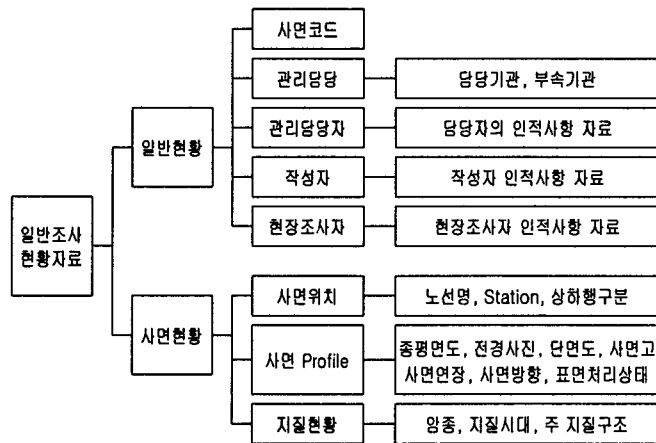 사면코드
관리담당
담당기관, 부속기관
관리담당자
담당자의 인적사항 자료
일반현황
작성자
작성자 인적사항 자료
현장조사자
현장조사자 인적사항 자료
일반조사
현황자료
사면위치
노선명, Station, 상하행구분
사면현황
사면 Profile
종평면도, 전경사진, 단면도, 사면고
사면연장, 사면방향, 표면처리상태
지질현황
암종, 지질시대, 주 지질구조